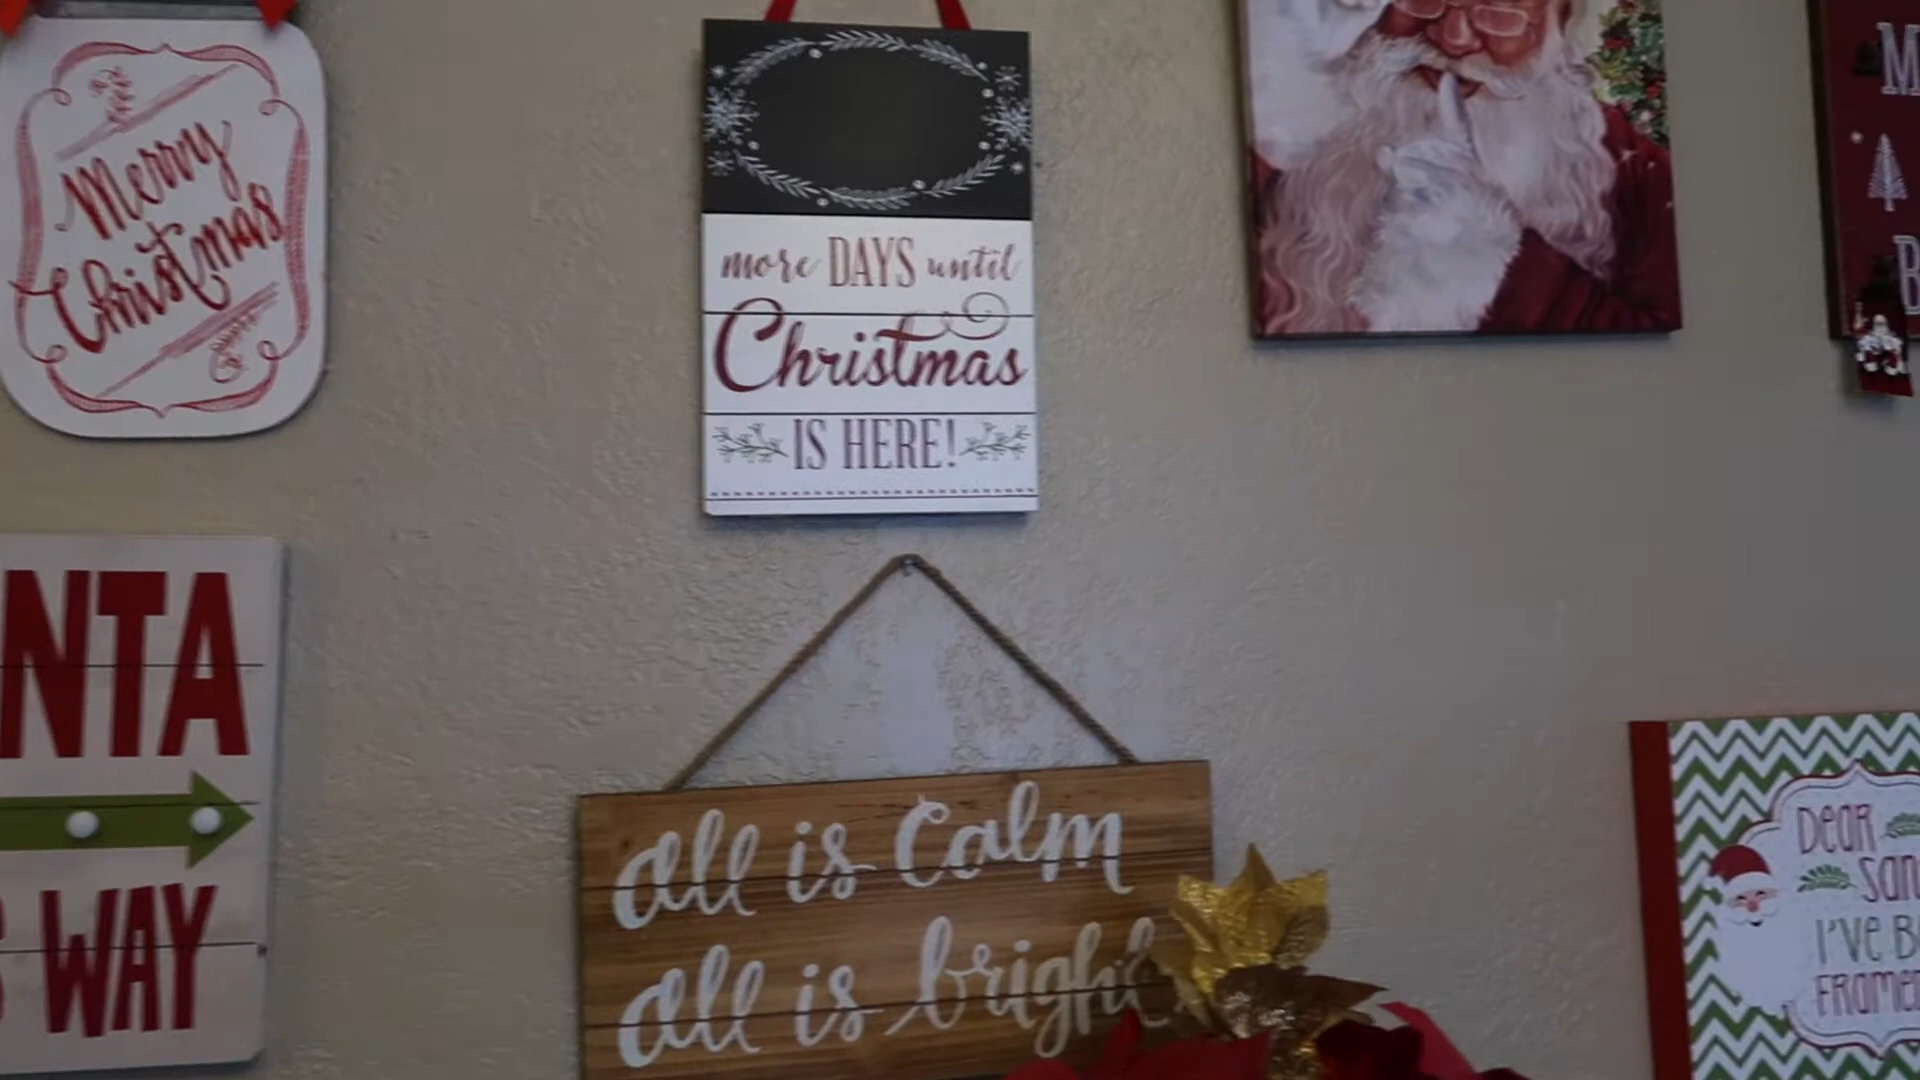 Merry
Christmas
more DAYS until
Christmas
IS HERE!
NTA
WAY
all is calm
all is bright
DEAR
SAN
I'VE B
FRAMED
M
B